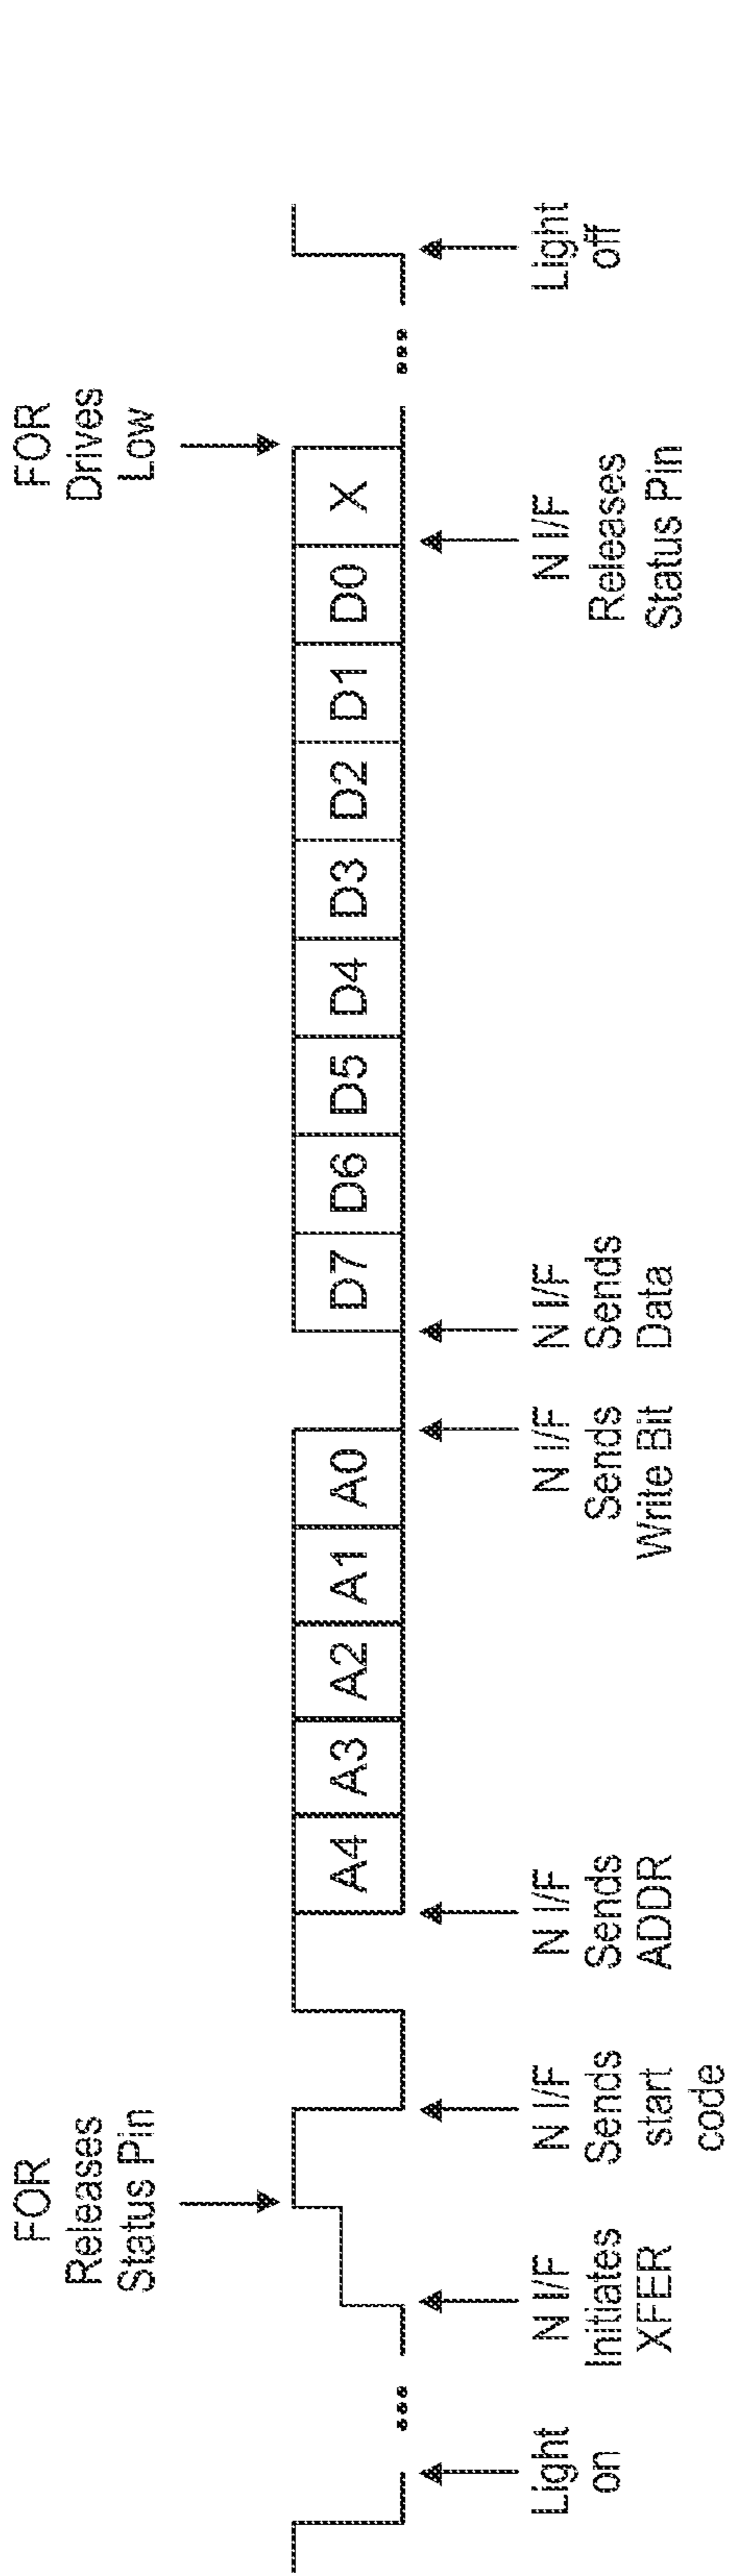 FOR
Releases
Status Pin
FOR
Drives
Low
A4 A3 A2 A1 A0 D7 D6 D5 D4 D3 D2 D1 D0 X
Light
on
N I/F
Initiates
XFER
N I/F
Sends
start
code
N I/F
Sends
ADDR
N I/F
Sends
Write Bit
N I/F
Sends
Data
N I/F
Releases
Status Pin
Light
off